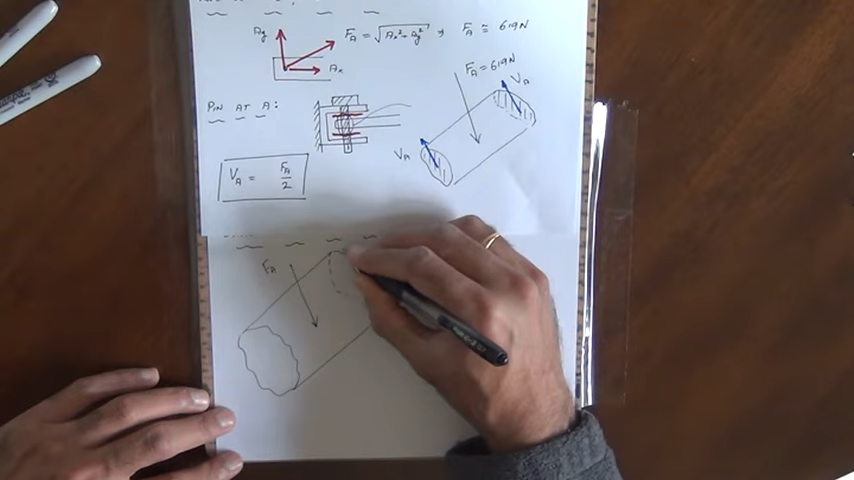 Ay
FA = √Ax²+Ay² ⇒ FA ≅ 619N
Ax
FA = 619N
VA
PIN AT A:
VA
VA = FA/2
FA